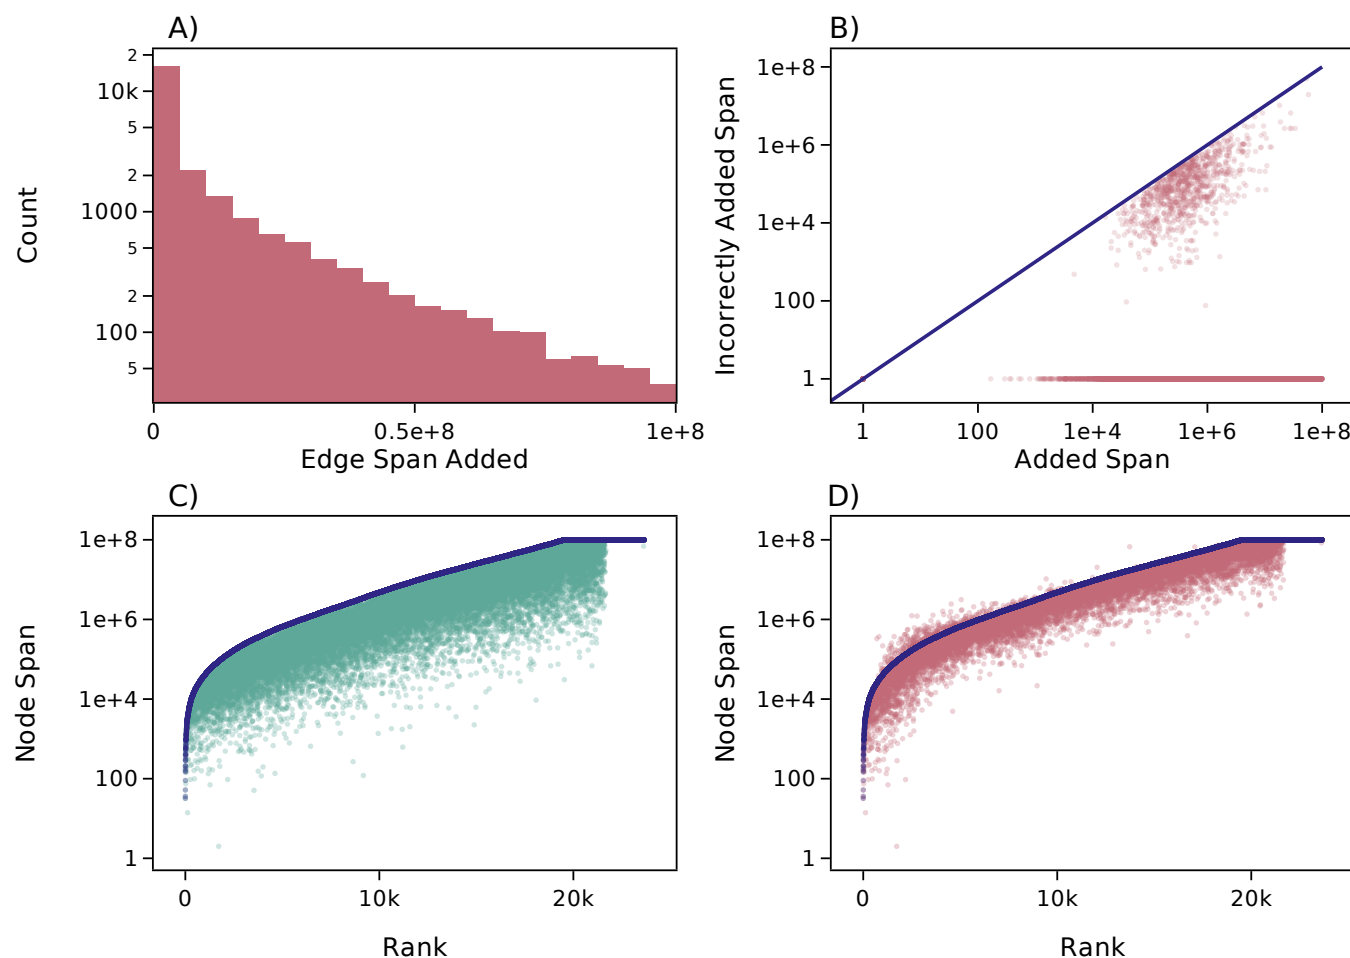 A)
2
10k
5
2
1000
5
2
100
5
Count
0
0.5e+8
1e+8
Edge Span Added
B)
1e+8
1e+6
1e+4
100
1
Incorrectly Added Span
1
100
1e+4
1e+6
1e+8
Added Span
C)
1e+8
1e+6
1e+4
100
1
Node Span
0
10k
20k
Rank
D)
1e+8
1e+6
1e+4
100
1
Node Span
0
10k
20k
Rank